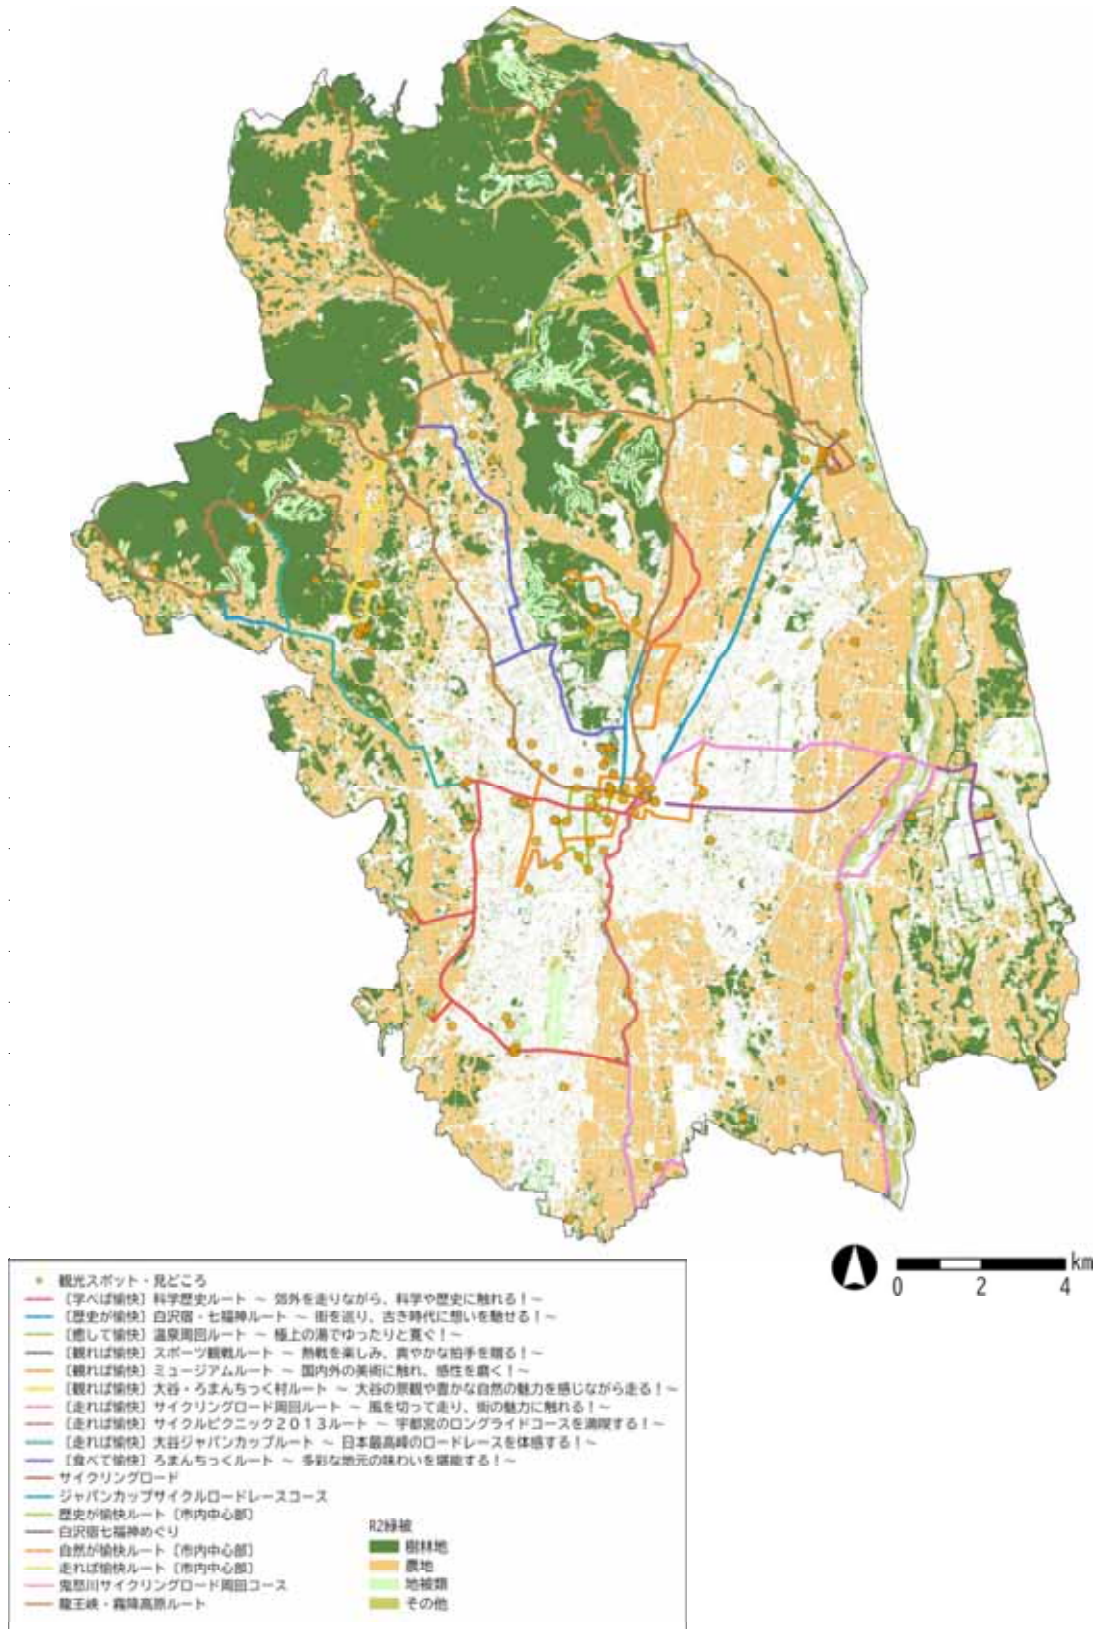 km
0 2 4
観光スポット・見どころ
［学べば愉快］科学歴史ルート ～ 郊外を走りながら、科学や歴史に触れる！～
［歴史が愉快］白沢宿・七福神ルート ～ 街を巡り、古き時代に想いを馳せる！～
［癒して愉快］温泉周回ルート ～ 極上の湯でゆったりと寛ぐ！～
［観れば愉快］スポーツ観戦ルート ～ 熱戦を楽しみ、爽やかな拍手を贈る！～
［観れば愉快］ミュージアムルート ～ 国内外の美術に触れ、感性を磨く！～
［観れば愉快］大谷・ろまんちっく村ルート ～ 大谷の景観や豊かな自然の魅力を感じながら走る！～
［走れば愉快］サイクリングロード周回ルート ～ 風を切って走り、街の魅力に触れる！～
［走れば愉快］サイクルピクニック２０１３ルート ～ 宇都宮のロングライドコースを満喫する！～
［走れば愉快］大谷ジャパンカップルート ～ 日本最高峰のロードレースを体感する！～
［食べて愉快］ろまんちっくルート ～ 多彩な地元の味わいを堪能する！～
サイクリングロード
ジャパンカップサイクルロードレースコース
歴史が愉快ルート［市内中心部］
白沢宿七福神めぐり
自然が愉快ルート［市内中心部］
走れば愉快ルート［市内中心部］
鬼怒川サイクリングロード周回コース
龍王峡・霧降高原ルート
R2緑被
樹林地
農地
地被類
その他